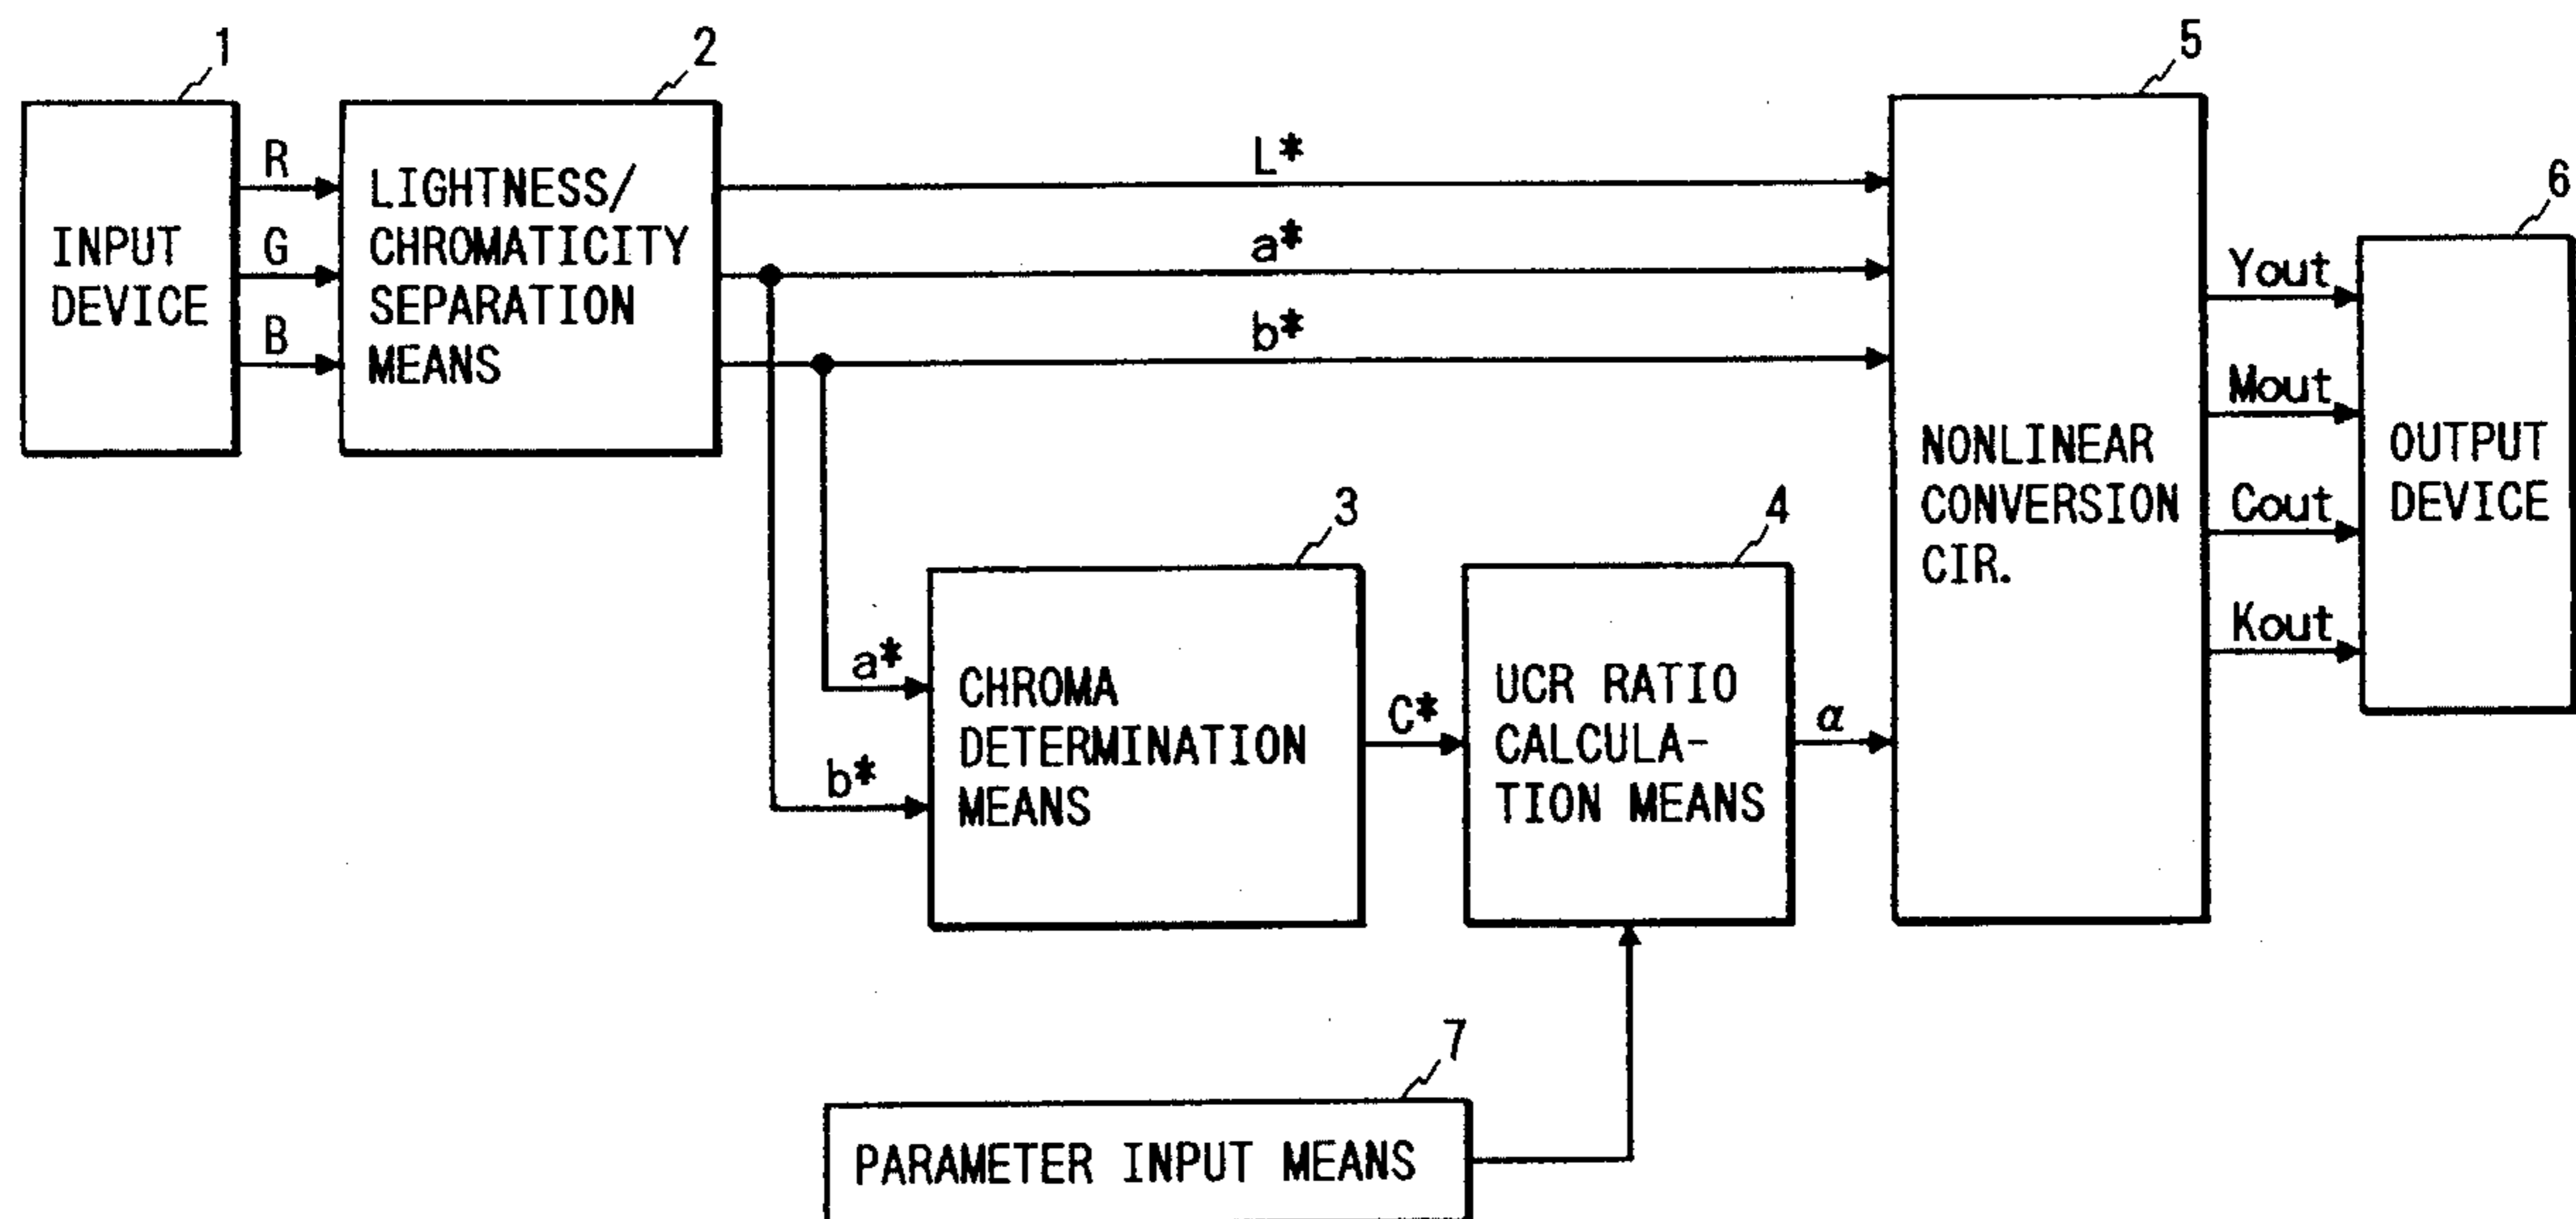 1
2
5
6
INPUT
DEVICE
R
G
B
LIGHTNESS/
CHROMATICITY
SEPARATION
MEANS
L*
a*
b*
NONLINEAR
CONVERSION
CIR.
Yout
Mout
Cout
Kout
OUTPUT
DEVICE
3
4
a*
b*
CHROMA
DETERMINATION
MEANS
C*
UCR RATIO
CALCULA-
TION MEANS
α
7
PARAMETER INPUT MEANS